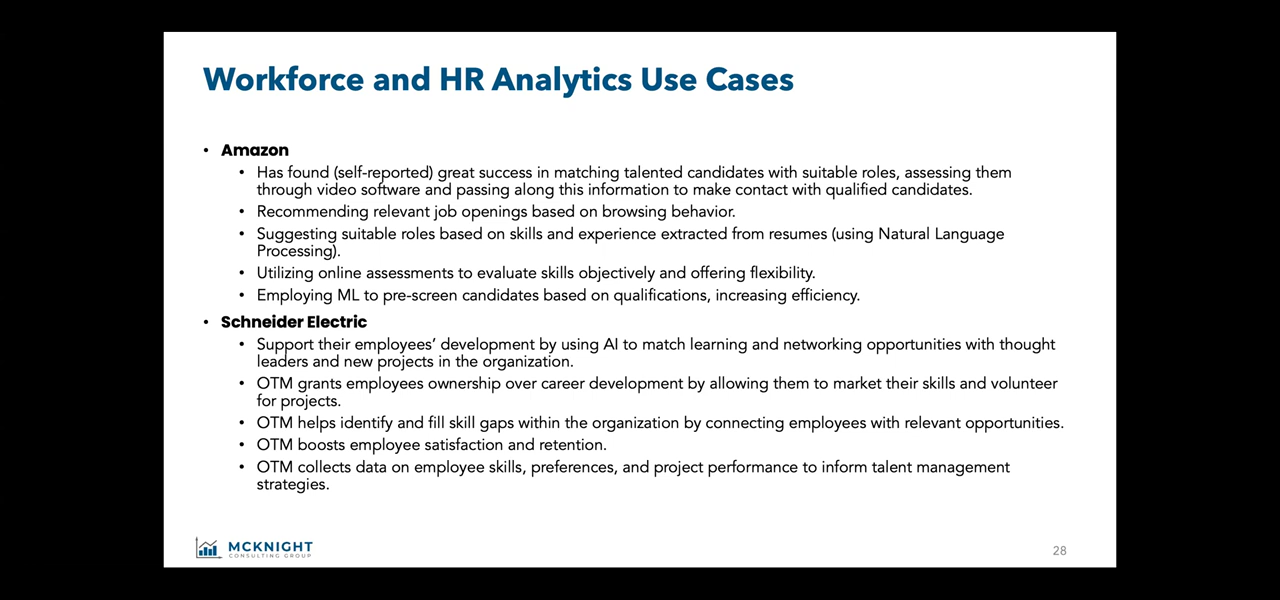 Workforce and HR Analytics Use Cases
• Amazon
• Has found (self-reported) great success in matching talented candidates with suitable roles, assessing them
through video software and passing along this information to make contact with qualified candidates.
• Recommending relevant job openings based on browsing behavior.
• Suggesting suitable roles based on skills and experience extracted from resumes (using Natural Language
Processing).
• Utilizing online assessments to evaluate skills objectively and offering flexibility.
• Employing ML to pre-screen candidates based on qualifications, increasing efficiency.
• Schneider Electric
• Support their employees’ development by using AI to match learning and networking opportunities with thought
leaders and new projects in the organization.
• OTM grants employees ownership over career development by allowing them to market their skills and volunteer
for projects.
• OTM helps identify and fill skill gaps within the organization by connecting employees with relevant opportunities.
• OTM boosts employee satisfaction and retention.
• OTM collects data on employee skills, preferences, and project performance to inform talent management
strategies.
MCKNIGHT
CONSULTING GROUP
28